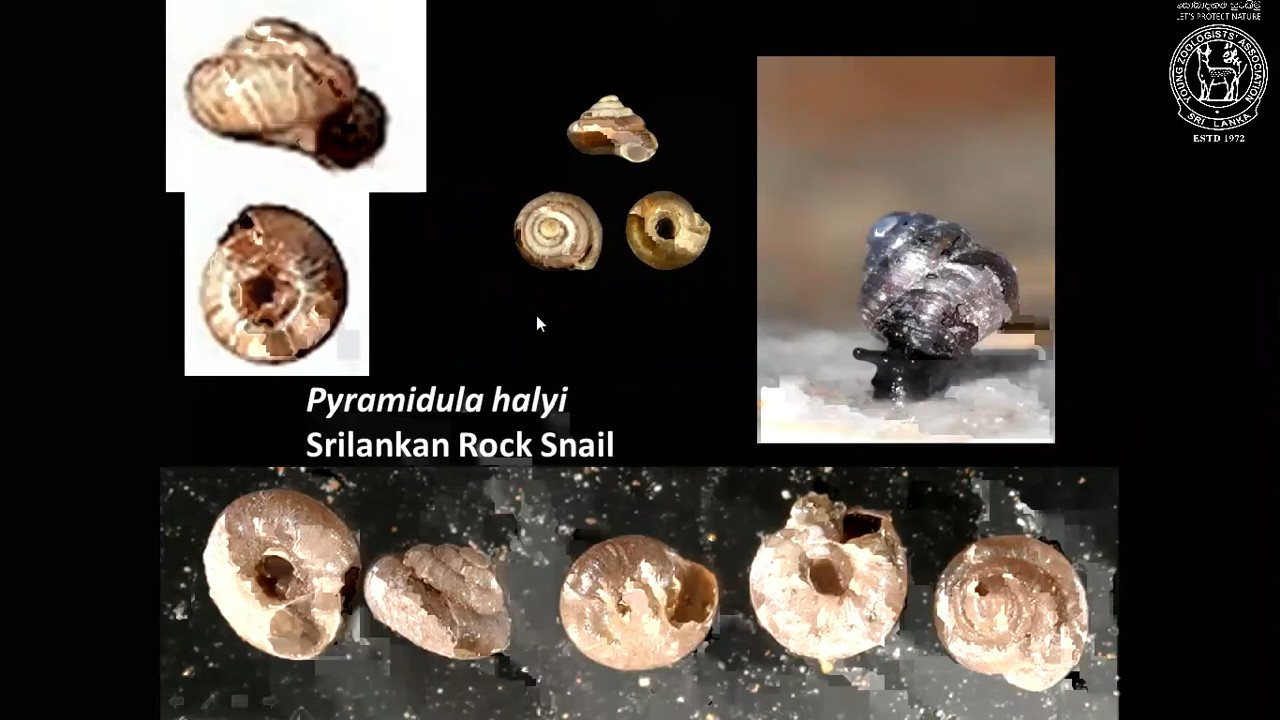 LET'S PROTECT NATURE
YOUNG ZOOLOGISTS' ASSOCIATION
SRI LANKA
ESTD 1972
Pyramidula halyi
Srilankan Rock Snail